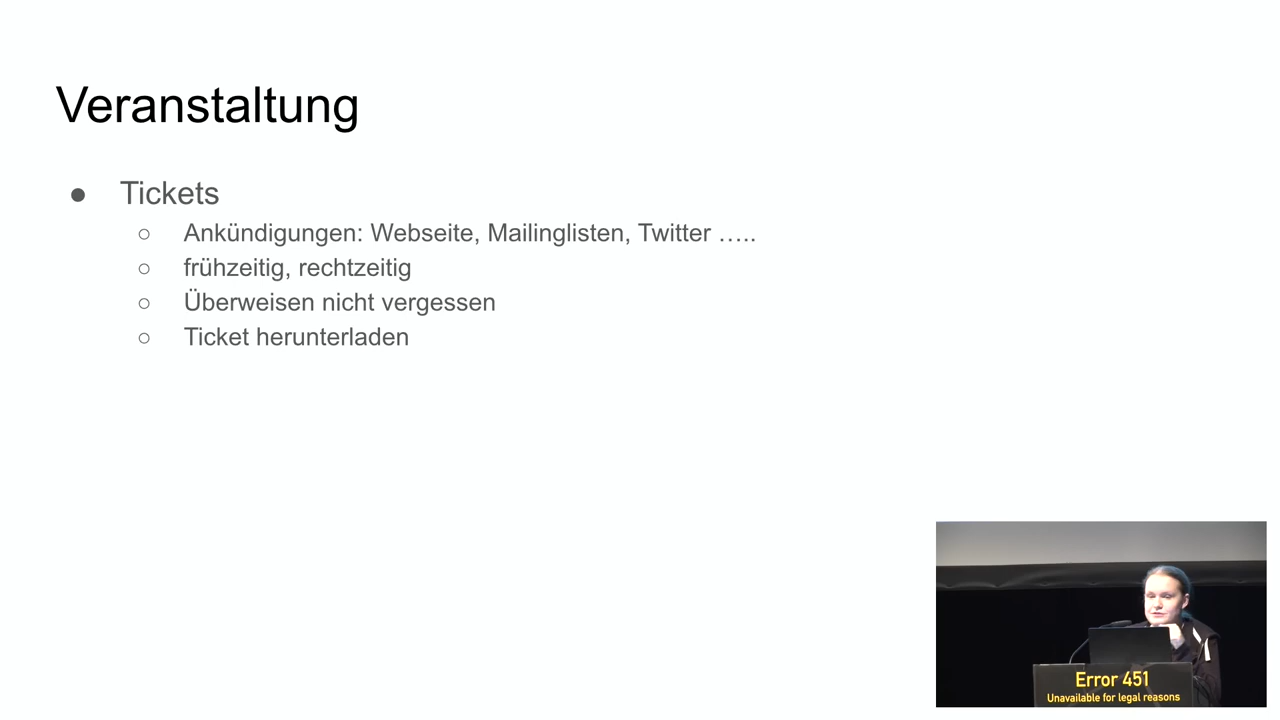 Veranstaltung
● Tickets
○ Ankündigungen: Webseite, Mailinglisten, Twitter …..
○ frühzeitig, rechtzeitig
○ Überweisen nicht vergessen
○ Ticket herunterladen
Error 451
Unavailable for legal reasons